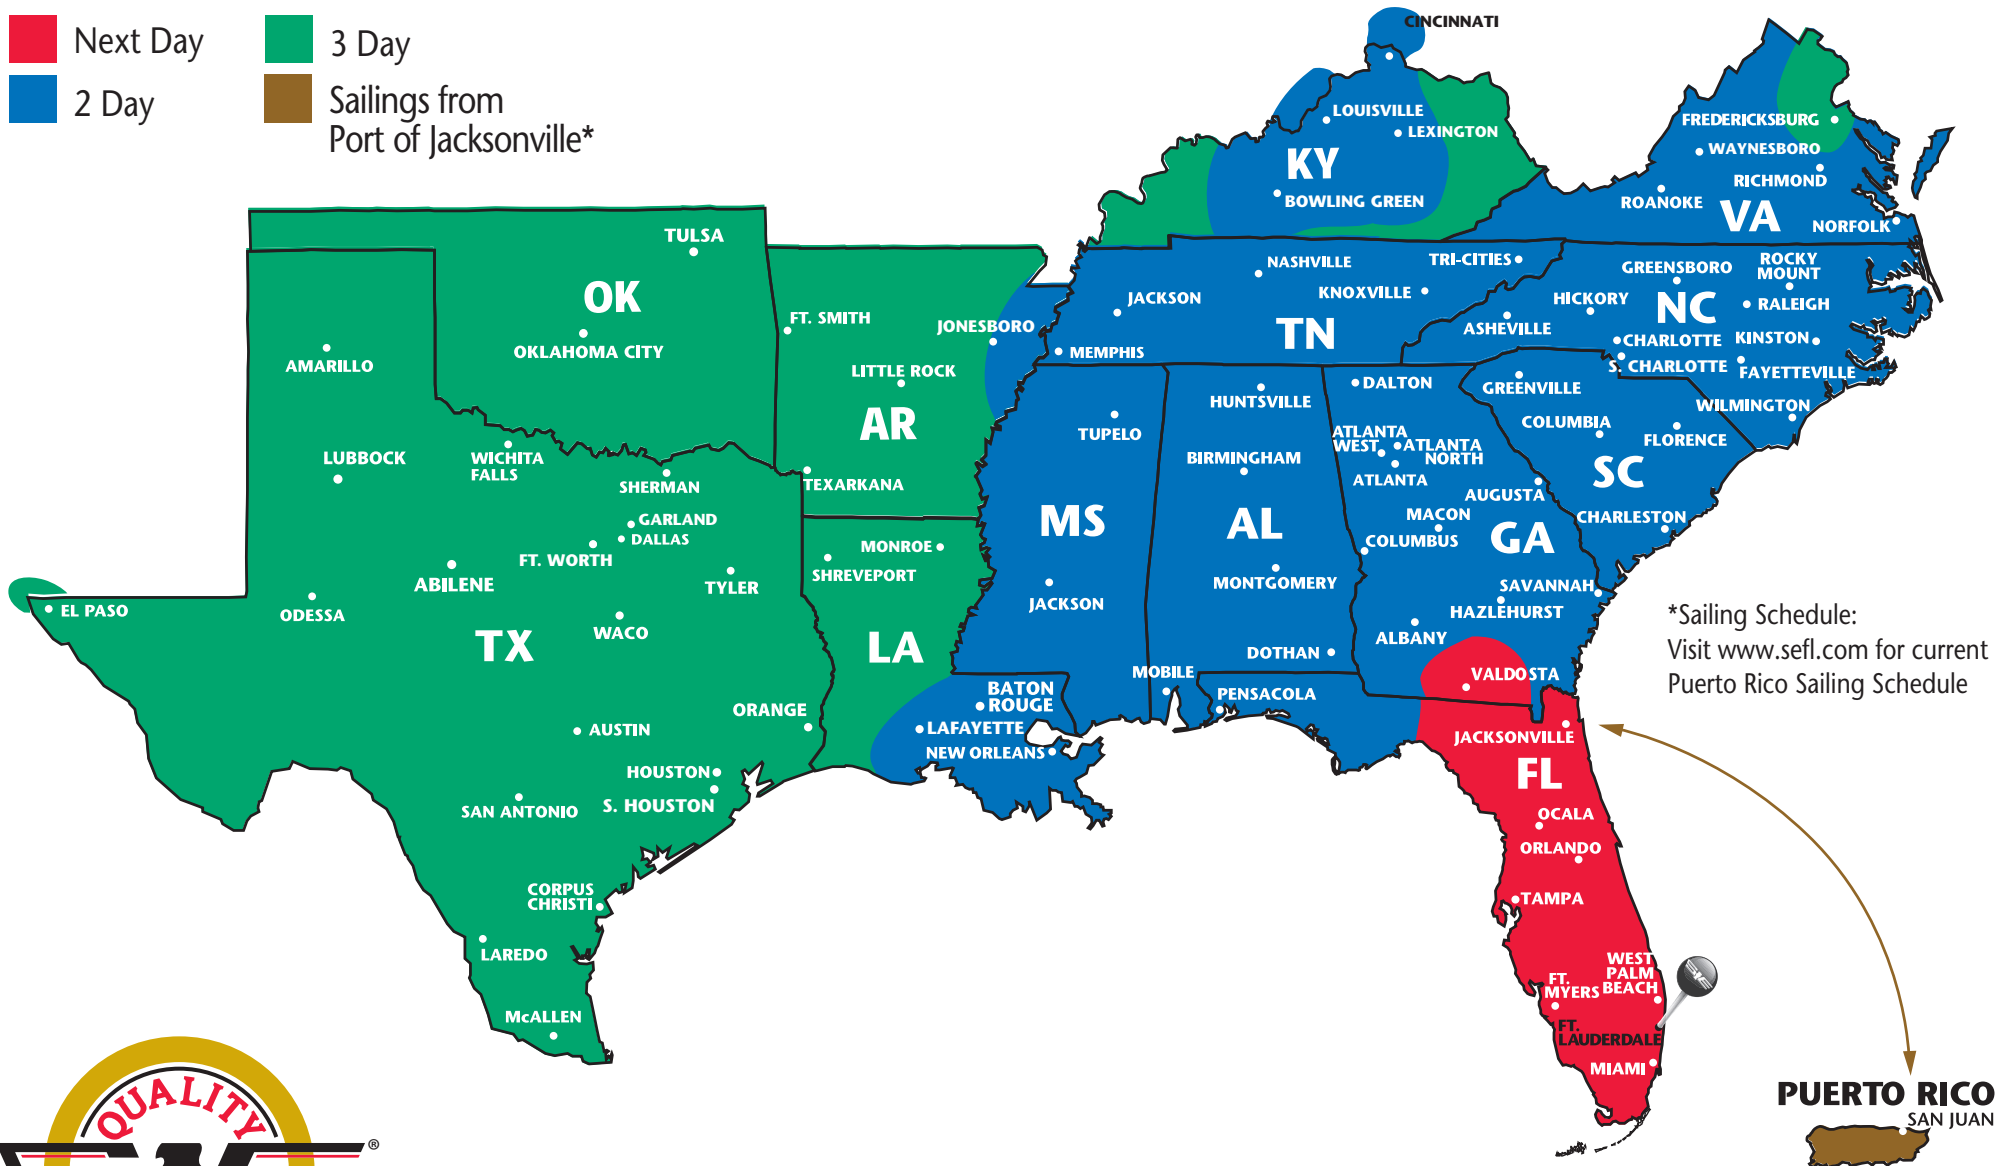 Next Day
2 Day
3 Day
Sailings from
Port of Jacksonville*
CINCINNATI
LOUISVILLE
LEXINGTON
KY
BOWLING GREEN
FREDERICKSBURG
WAYNESBORO
RICHMOND
ROANOKE
VA
NORFOLK
TULSA
OK
OKLAHOMA CITY
AMARILLO
LUBBOCK
WICHITA
FALLS
SHERMAN
GARLAND
DALLAS
FT. WORTH
ABILENE
TYLER
EL PASO
ODESSA
WACO
TX
ORANGE
AUSTIN
HOUSTON
S. HOUSTON
SAN ANTONIO
CORPUS
CHRISTI
LAREDO
McALLEN
FT. SMITH
JONESBORO
LITTLE ROCK
AR
TEXARKANA
MONROE
SHREVEPORT
LA
BATON
ROUGE
LAFAYETTE
NEW ORLEANS
NASHVILLE
TRI-CITIES
JACKSON
KNOXVILLE
TN
MEMPHIS
GREENSBORO
ROCKY
MOUNT
HICKORY
NC
RALEIGH
ASHEVILLE
CHARLOTTE
KINSTON
S. CHARLOTTE
FAYETTEVILLE
WILMINGTON
TUPELO
MS
JACKSON
HUNTSVILLE
BIRMINGHAM
AL
MONTGOMERY
DOTHAN
MOBILE
PENSACOLA
DALTON
ATLANTA
WEST
ATLANTA
NORTH
ATLANTA
AUGUSTA
MACON
COLUMBUS
GA
SAVANNAH
HAZLEHURST
ALBANY
VALDOSTA
GREENVILLE
COLUMBIA
FLORENCE
SC
CHARLESTON
JACKSONVILLE
FL
OCALA
ORLANDO
TAMPA
WEST
PALM
BEACH
FT.
MYERS
FT.
LAUDERDALE
MIAMI
*Sailing Schedule:
Visit www.sefl.com for current
Puerto Rico Sailing Schedule
PUERTO RICO
SAN JUAN
QUALITY
®